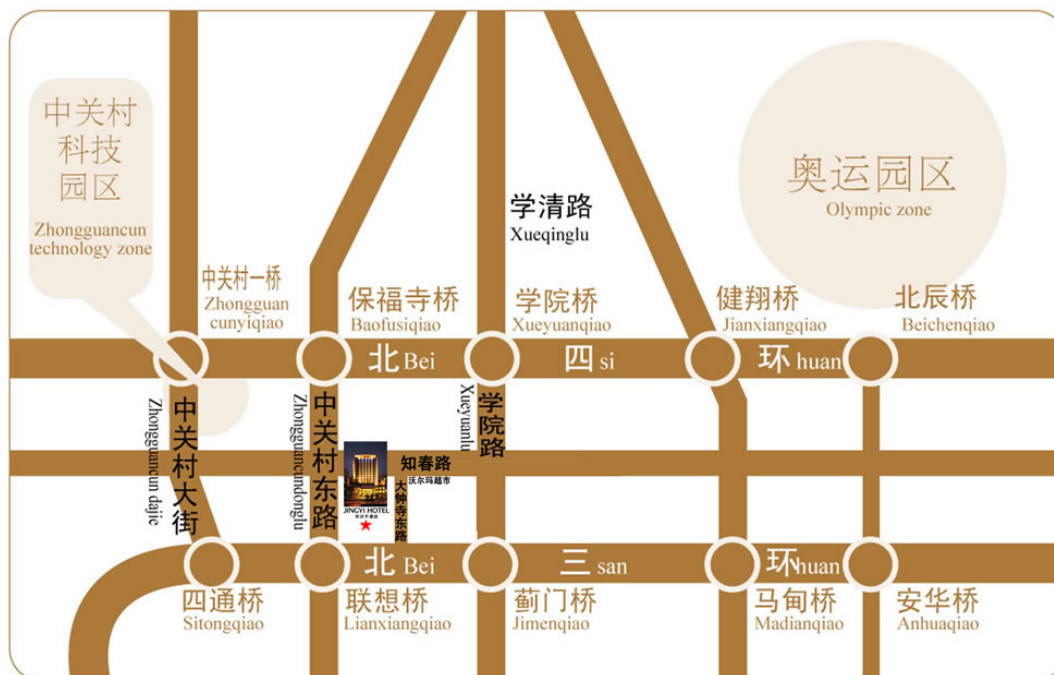 中关村
科技
园区
Zhongguancun
technology zone
奥运园区
Olympic zone
学清路
Xueqinglu
中关村一桥
Zhongguan
cunyiqiao
保福寺桥
Baofusiqiao
学院桥
Xueyuanqiao
健翔桥
Jianxiangqiao
北辰桥
Beichenqiao
北 Bei 四 si 环 huan
中关村大街
Zhongguancun dajie
中关村东路
Zhongguancundonglu
学院路
Xueyuanlu
知春路
沃尔玛超市
大钟寺东路
JINGYI HOTEL
北 Bei 三 san 环 huan
四通桥
Sitongqiao
联想桥
Lianxiangqiao
蓟门桥
Jimenqiao
马甸桥
Madianqiao
安华桥
Anhuaqiao